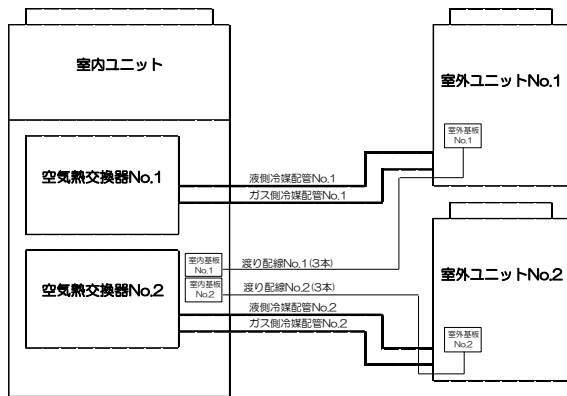 室内ユニット
室外ユニットNo.1
室外基板
No.1
空気熱交換器No.1
液側冷媒配管No.1
ガス側冷媒配管No.1
室内基板
No.1
渡り配線No.1(3本)
室内基板
No.2
渡り配線No.2(3本)
空気熱交換器No.2
室外ユニットNo.2
液側冷媒配管No.2
ガス側冷媒配管No.2
室外基板
No.2